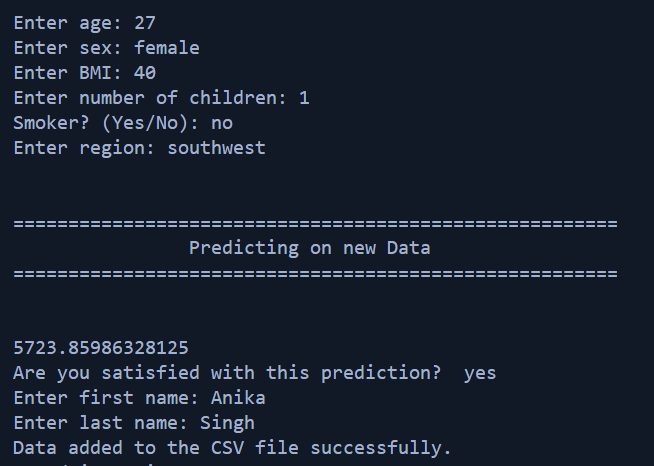 Enter age: 27
Enter sex: female
Enter BMI: 40
Enter number of children: 1
Smoker? (Yes/No): no
Enter region: southwest
=======================================================
Predicting on new Data
=======================================================
5723.85986328125
Are you satisfied with this prediction?  yes
Enter first name: Anika
Enter last name: Singh
Data added to the CSV file successfully.